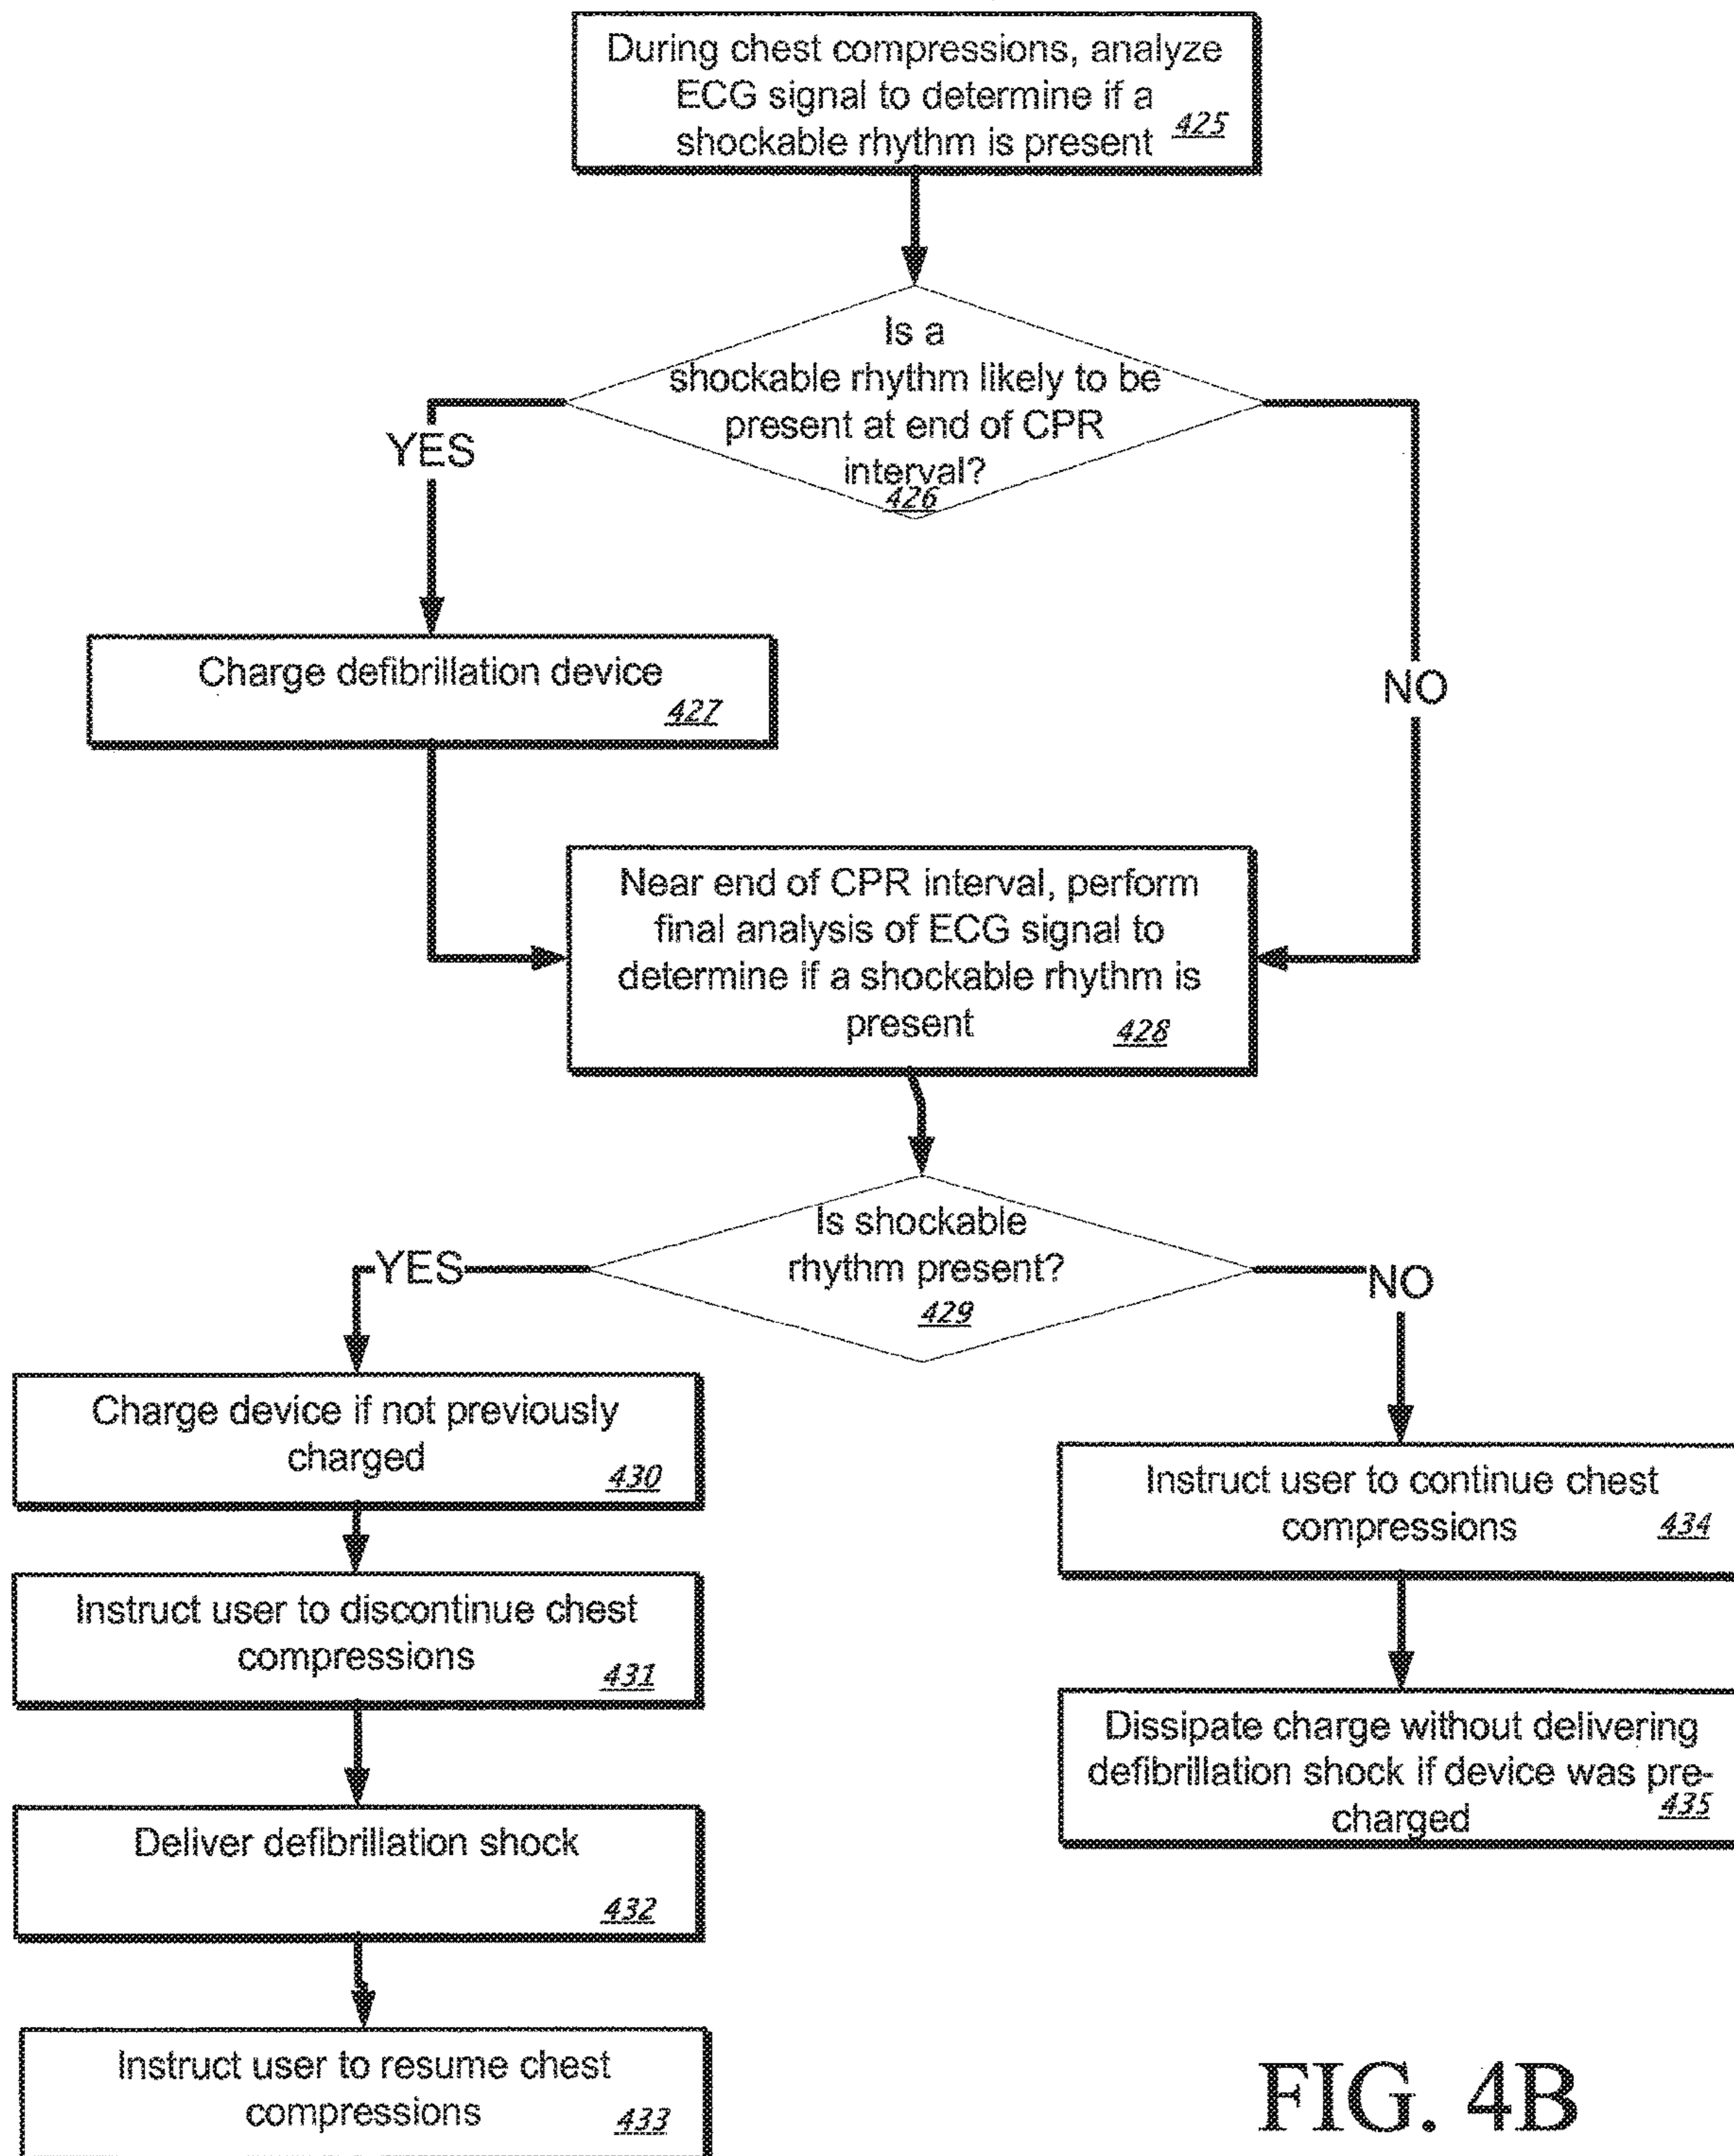 During chest compressions, analyze
ECG signal to determine if a
shockable rhythm is present 425
Is a
shockable rhythm likely to be
present at end of CPR
interval?
426
YES
NO
Charge defibrillation device
427
Near end of CPR interval, perform
final analysis of ECG signal to
determine if a shockable rhythm is
present 428
Is shockable
rhythm present?
429
YES
NO
Charge device if not previously
charged 430
Instruct user to discontinue chest
compressions 431
Deliver defibrillation shock
432
Instruct user to resume chest
compressions 433
Instruct user to continue chest
compressions 434
Dissipate charge without delivering
defibrillation shock if device was pre-
charged 435
FIG. 4B